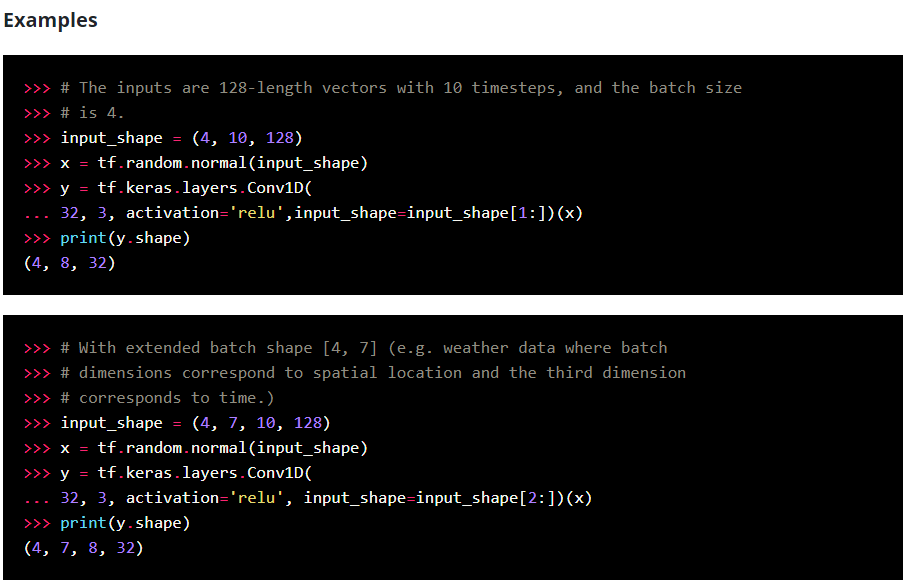 Examples
>>> # The inputs are 128-length vectors with 10 timesteps, and the batch size
>>> # is 4.
>>> input_shape = (4, 10, 128)
>>> x = tf.random.normal(input_shape)
>>> y = tf.keras.layers.Conv1D(
... 32, 3, activation='relu',input_shape=input_shape[1:])(x)
>>> print(y.shape)
(4, 8, 32)
>>> # With extended batch shape [4, 7] (e.g. weather data where batch
>>> # dimensions correspond to spatial location and the third dimension
>>> # corresponds to time.)
>>> input_shape = (4, 7, 10, 128)
>>> x = tf.random.normal(input_shape)
>>> y = tf.keras.layers.Conv1D(
... 32, 3, activation='relu', input_shape=input_shape[2:])(x)
>>> print(y.shape)
(4, 7, 8, 32)